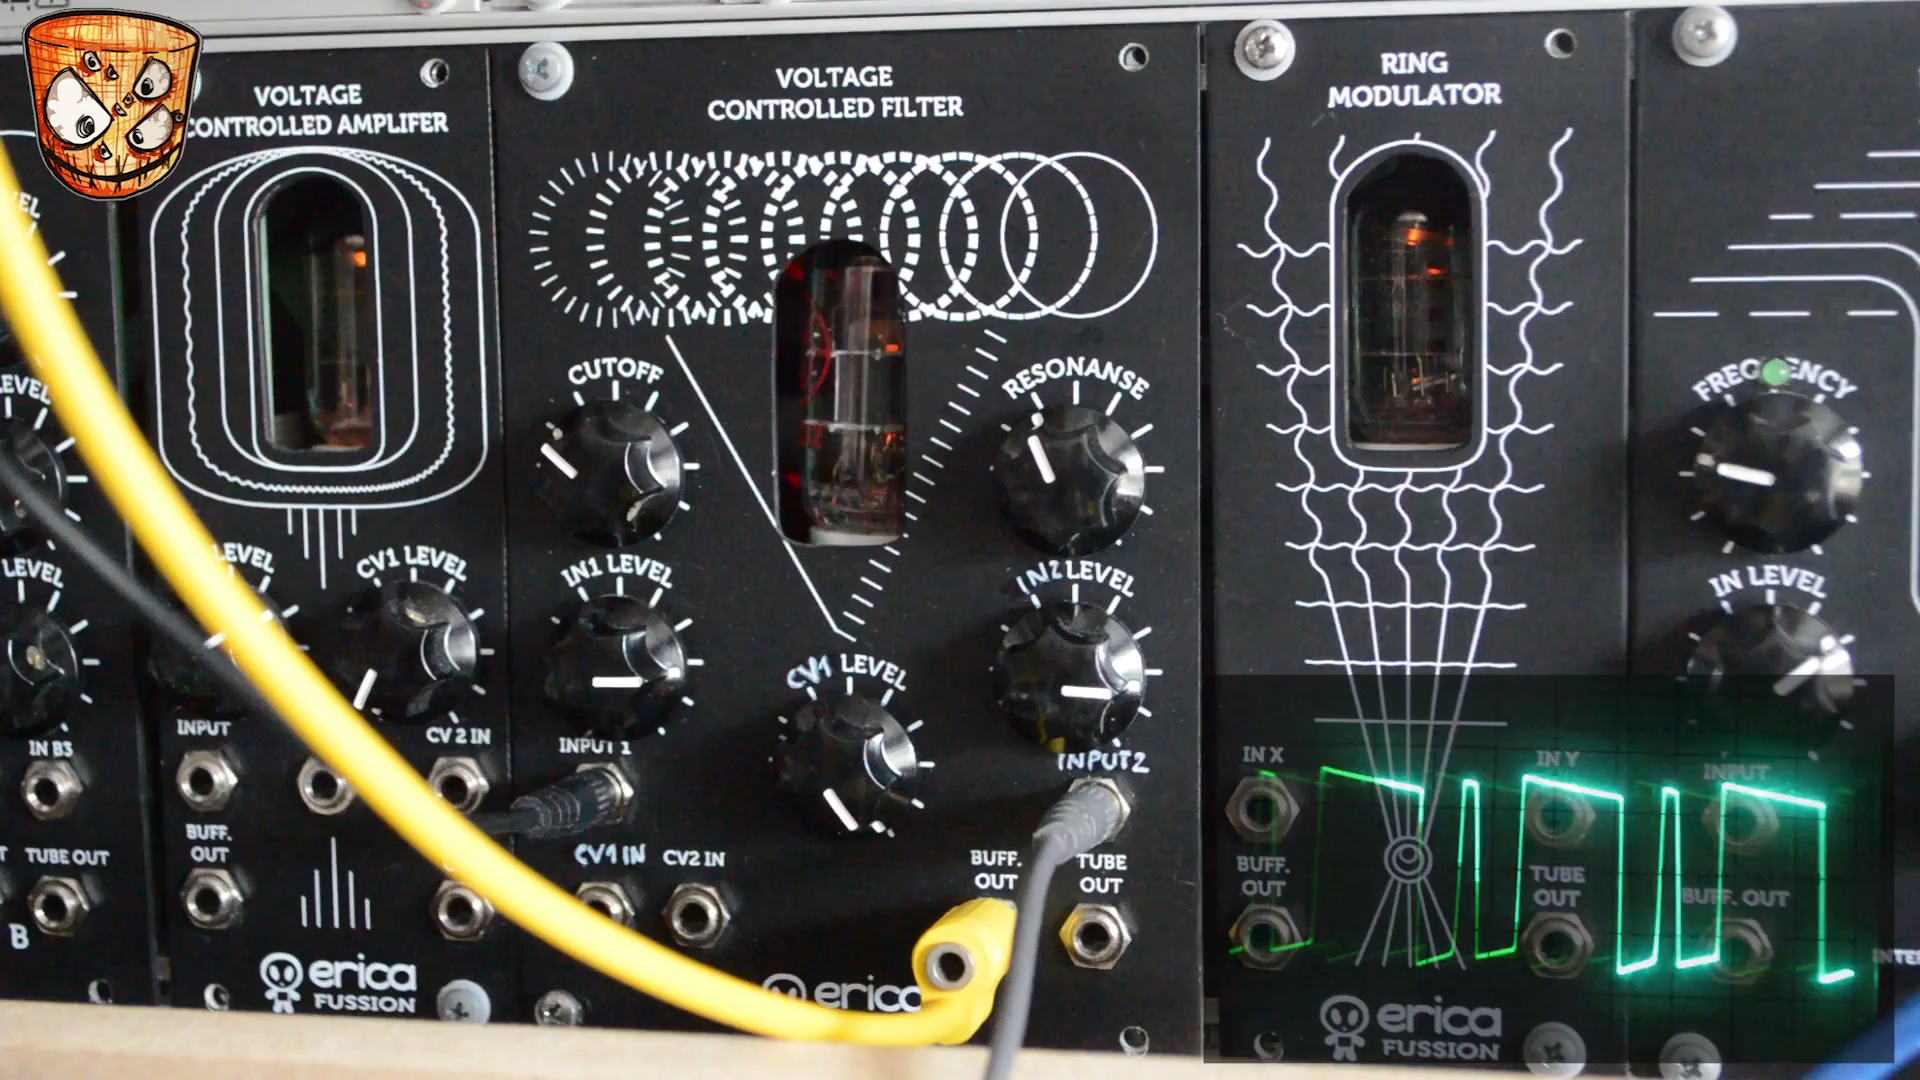 VOLTAGE
CONTROLLED AMPLIFER
LEVEL
CV1 LEVEL
INPUT
CV 2 IN
BUFF.
OUT
erica
FUSSION
LEVEL
LEVEL
IN B3
TUBE OUT
B
VOLTAGE
CONTROLLED FILTER
CUTOFF
RESONANSE
IN1 LEVEL
IN2 LEVEL
CV1 LEVEL
INPUT 1
INPUT2
CV1 IN
CV2 IN
BUFF.
OUT
TUBE
OUT
erica
RING
MODULATOR
IN X
IN Y
BUFF.
OUT
TUBE
OUT
erica
FUSSION
FREQUENCY
IN LEVEL
INPUT
BUFF. OUT